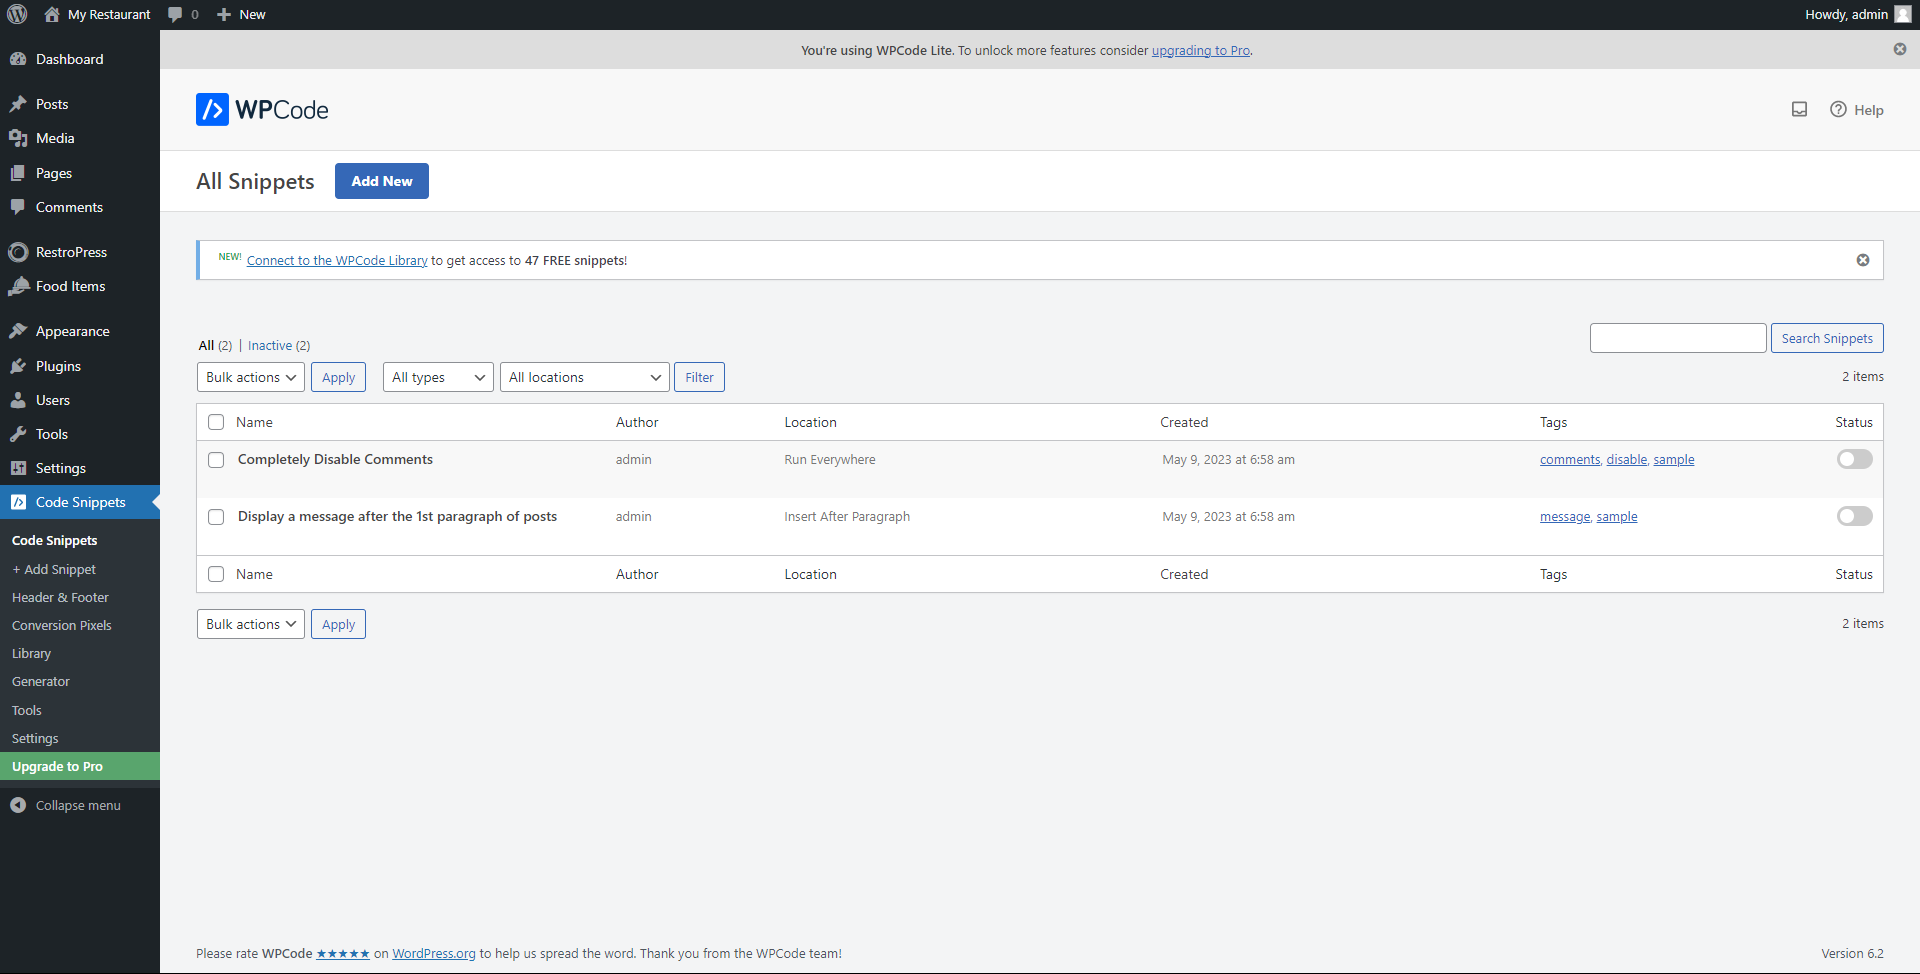 My Restaurant 0 New Howdy, admin
Dashboard
Posts
Media
Pages
Comments
RestroPress
Food Items
Appearance
Plugins
Users
Tools
Settings
Code Snippets
Code Snippets
+ Add Snippet
Header & Footer
Conversion Pixels
Library
Generator
Tools
Settings
Upgrade to Pro
Collapse menu
You're using WPCode Lite. To unlock more features consider upgrading to Pro.
WPCode
Help
All Snippets Add New
NEW! Connect to the WPCode Library to get access to 47 FREE snippets!
All (2) | Inactive (2)
Search Snippets
Bulk actions Apply All types All locations Filter
2 items
Name Author Location Created Tags Status
Completely Disable Comments admin Run Everywhere May 9, 2023 at 6:58 am comments, disable, sample
Display a message after the 1st paragraph of posts admin Insert After Paragraph May 9, 2023 at 6:58 am message, sample
Name Author Location Created Tags Status
Bulk actions Apply 2 items
Please rate WPCode ★★★★★ on WordPress.org to help us spread the word. Thank you from the WPCode team! Version 6.2